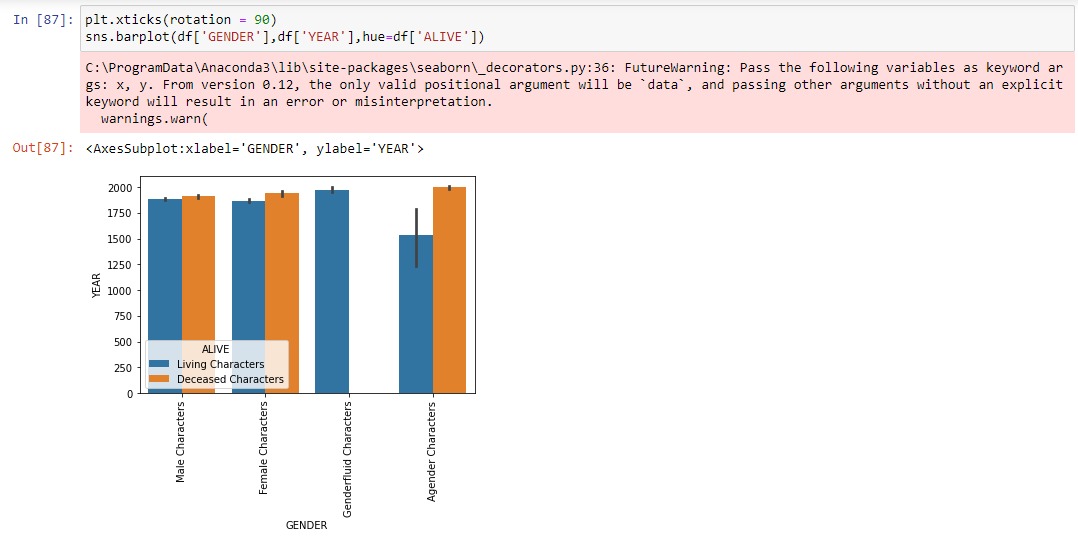 In [87]: plt.xticks(rotation = 90)
sns.barplot(df['GENDER'],df['YEAR'],hue=df['ALIVE'])
C:\ProgramData\Anaconda3\lib\site-packages\seaborn\_decorators.py:36: FutureWarning: Pass the following variables as keyword ar
gs: x, y. From version 0.12, the only valid positional argument will be `data`, and passing other arguments without an explicit
keyword will result in an error or misinterpretation.
  warnings.warn(
Out[87]: <AxesSubplot:xlabel='GENDER', ylabel='YEAR'>
2000
1750
1500
1250
1000
750
500
250
0
YEAR
ALIVE
Living Characters
Deceased Characters
Male Characters
Female Characters
Genderfluid Characters
Agender Characters
GENDER